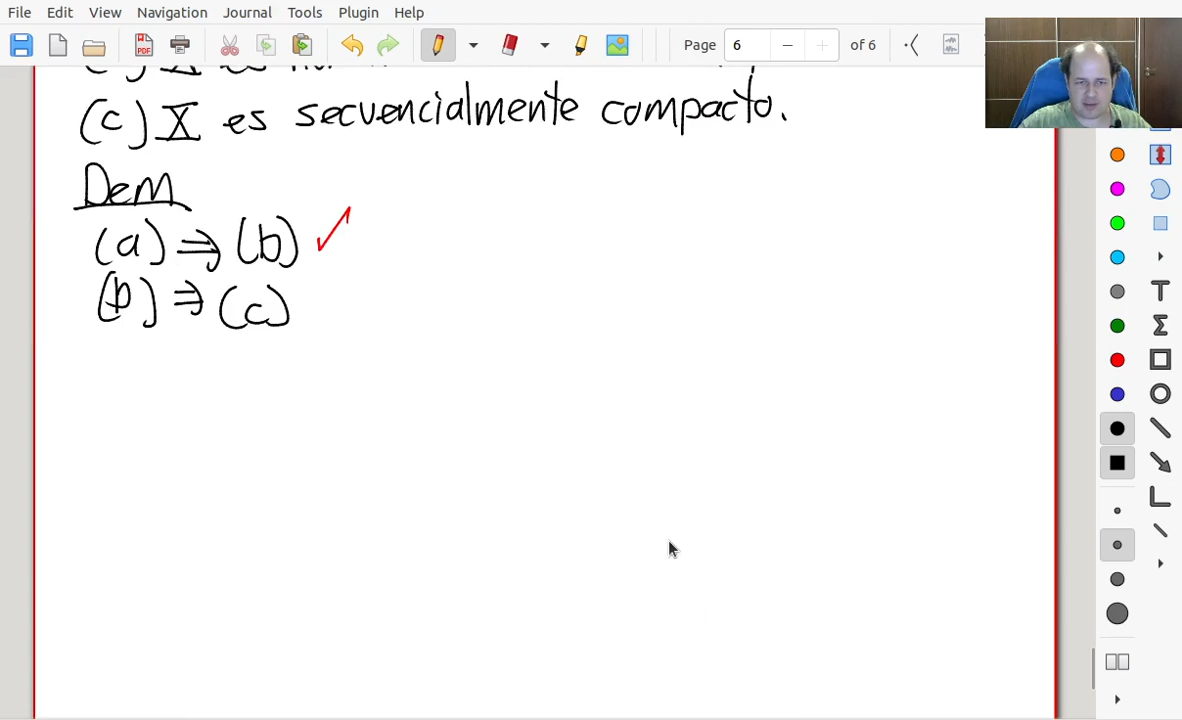 File Edit View Navigation Journal Tools Plugin Help
Page 6 of 6
(c) X es secuencialmente compacto.
Dem
(a) ⇒ (b) ✓
(b) ⇒ (c)